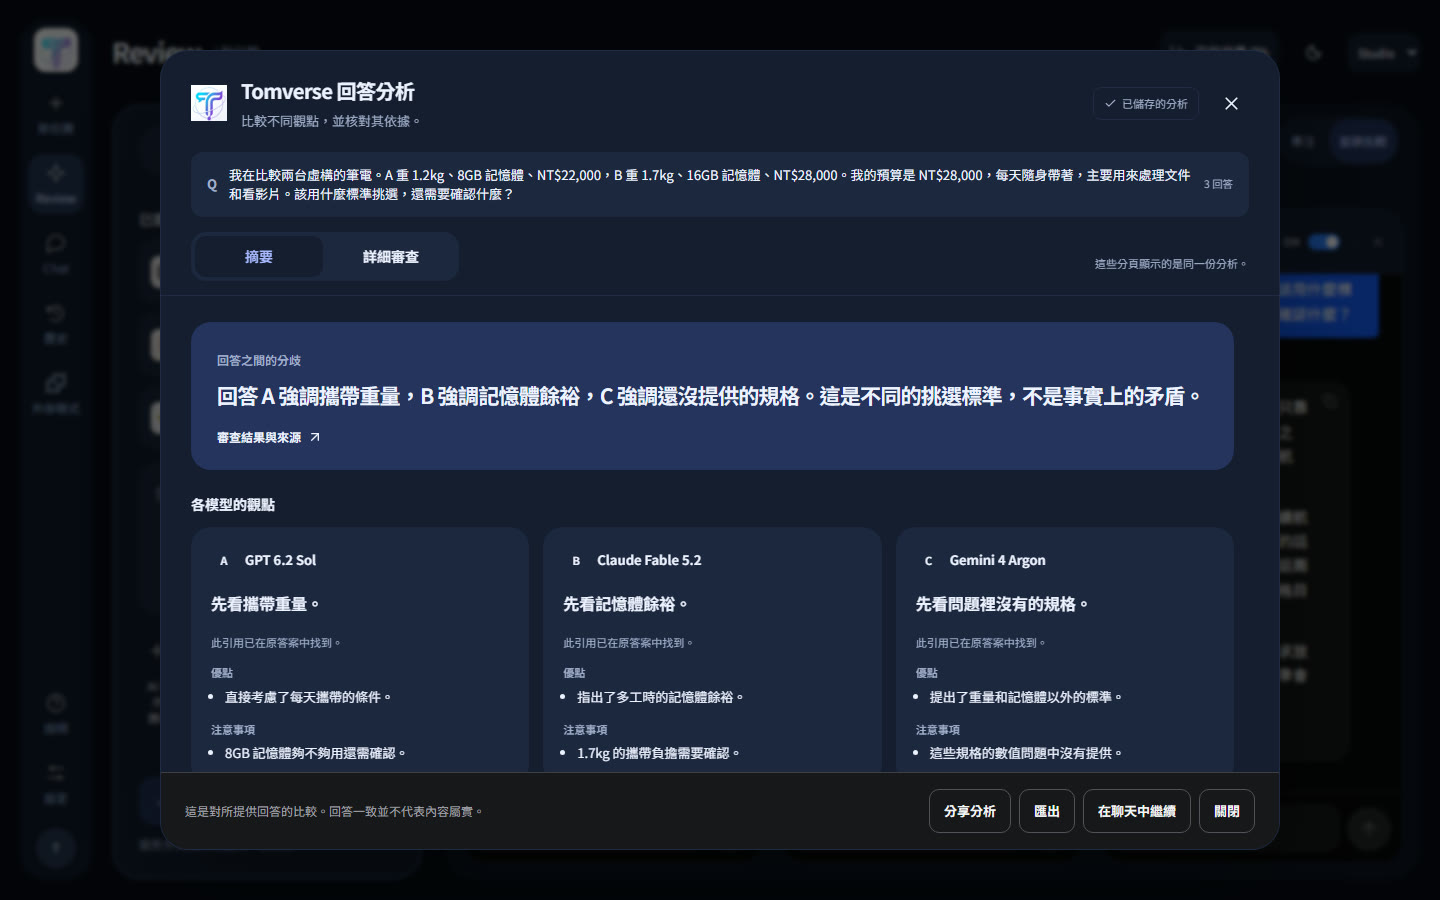 Review
Tomverse 回答分析
比較不同觀點，並核對其依據。
已儲存的分析
Q
我在比較兩台虛構的筆電。A 重 1.2kg、8GB 記憶體、NT$22,000，B 重 1.7kg、16GB 記憶體、NT$28,000。我的預算是 NT$28,000，每天隨身帶著，主要用來處理文件
和看影片。該用什麼標準挑選，還需要確認什麼？
3 回答
摘要
詳細審查
這些分頁顯示的是同一份分析。
回答之間的分歧
回答 A 強調攜帶重量，B 強調記憶體餘裕，C 強調還沒提供的規格。這是不同的挑選標準，不是事實上的矛盾。
審查結果與來源
各模型的觀點
A GPT 6.2 Sol
先看攜帶重量。
此引用已在原答案中找到。
優點
直接考慮了每天攜帶的條件。
注意事項
8GB 記憶體夠不夠用還需確認。
B Claude Fable 5.2
先看記憶體餘裕。
此引用已在原答案中找到。
優點
指出了多工時的記憶體餘裕。
注意事項
1.7kg 的攜帶負擔需要確認。
C Gemini 4 Argon
先看問題裡沒有的規格。
此引用已在原答案中找到。
優點
提出了重量和記憶體以外的標準。
注意事項
這些規格的數值問題中沒有提供。
這是對所提供回答的比較。回答一致並不代表內容屬實。
分享分析
匯出
在聊天中繼續
關閉